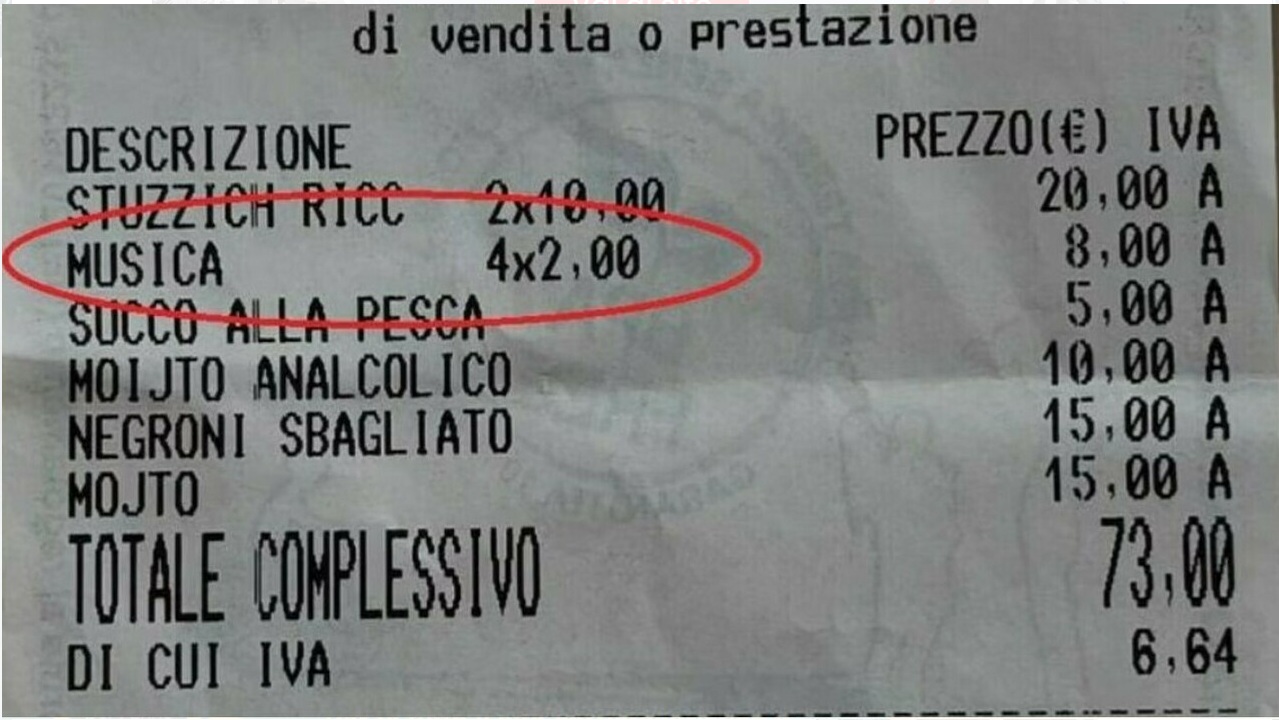 di vendita o prestazione
DESCRIZIONE PREZZO(€) IVA
STUZZICH RICC 2x10,00 20,00 A
MUSICA 4x2,00 8,00 A
SUCCO ALLA PESCA 5,00 A
MOIJTO ANALCOLICO 10,00 A
NEGRONI SBAGLIATO 15,00 A
MOJTO 15,00 A
TOTALE COMPLESSIVO 73,00
DI CUI IVA 6,64